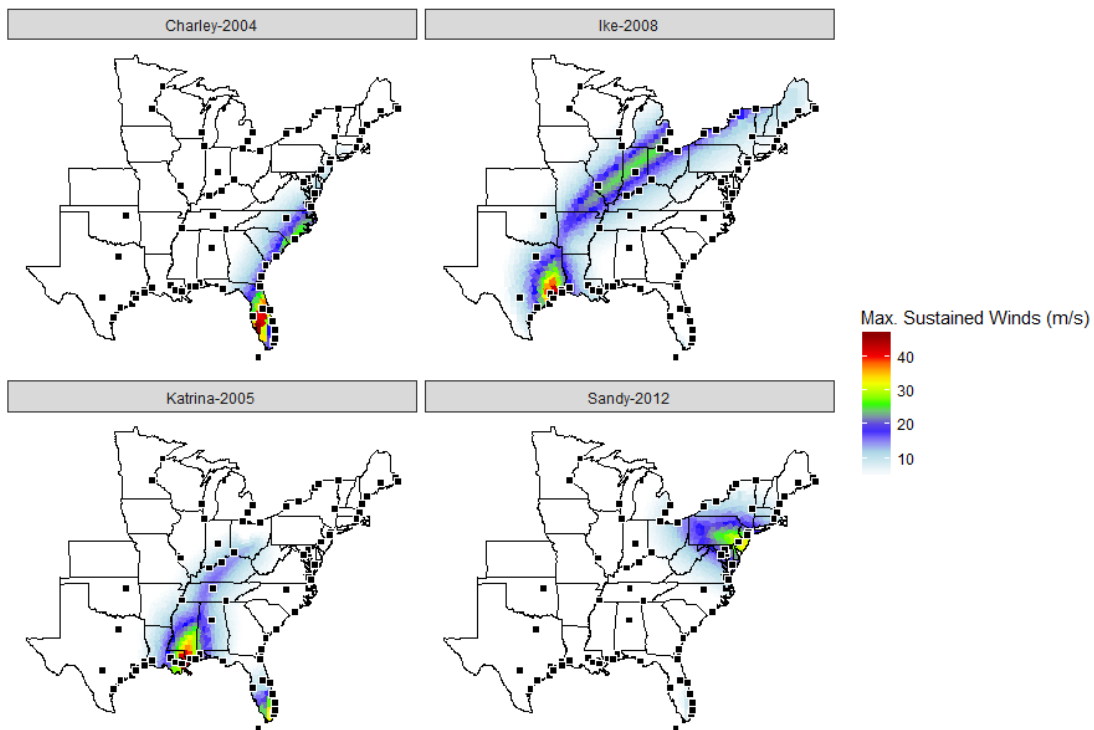 Charley-2004
Ike-2008
Katrina-2005
Sandy-2012
Max. Sustained Winds (m/s)
40
30
20
10